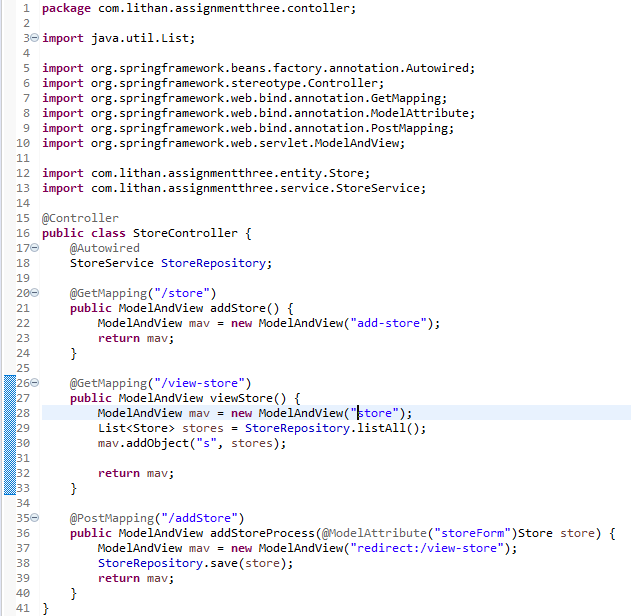 1 package com.lithan.assignmentthree.contoller;
2
3 import java.util.List;
4
5 import org.springframework.beans.factory.annotation.Autowired;
6 import org.springframework.stereotype.Controller;
7 import org.springframework.web.bind.annotation.GetMapping;
8 import org.springframework.web.bind.annotation.ModelAttribute;
9 import org.springframework.web.bind.annotation.PostMapping;
10 import org.springframework.web.servlet.ModelAndView;
11
12 import com.lithan.assignmentthree.entity.Store;
13 import com.lithan.assignmentthree.service.StoreService;
14
15 @Controller
16 public class StoreController {
17     @Autowired
18     StoreService StoreRepository;
19
20     @GetMapping("/store")
21     public ModelAndView addStore() {
22         ModelAndView mav = new ModelAndView("add-store");
23         return mav;
24     }
25
26     @GetMapping("/view-store")
27     public ModelAndView viewStore() {
28         ModelAndView mav = new ModelAndView("store");
29         List<Store> stores = StoreRepository.listAll();
30         mav.addObject("s", stores);
31
32         return mav;
33     }
34
35     @PostMapping("/addStore")
36     public ModelAndView addStoreProcess(@ModelAttribute("storeForm")Store store) {
37         ModelAndView mav = new ModelAndView("redirect:/view-store");
38         StoreRepository.save(store);
39         return mav;
40     }
41 }